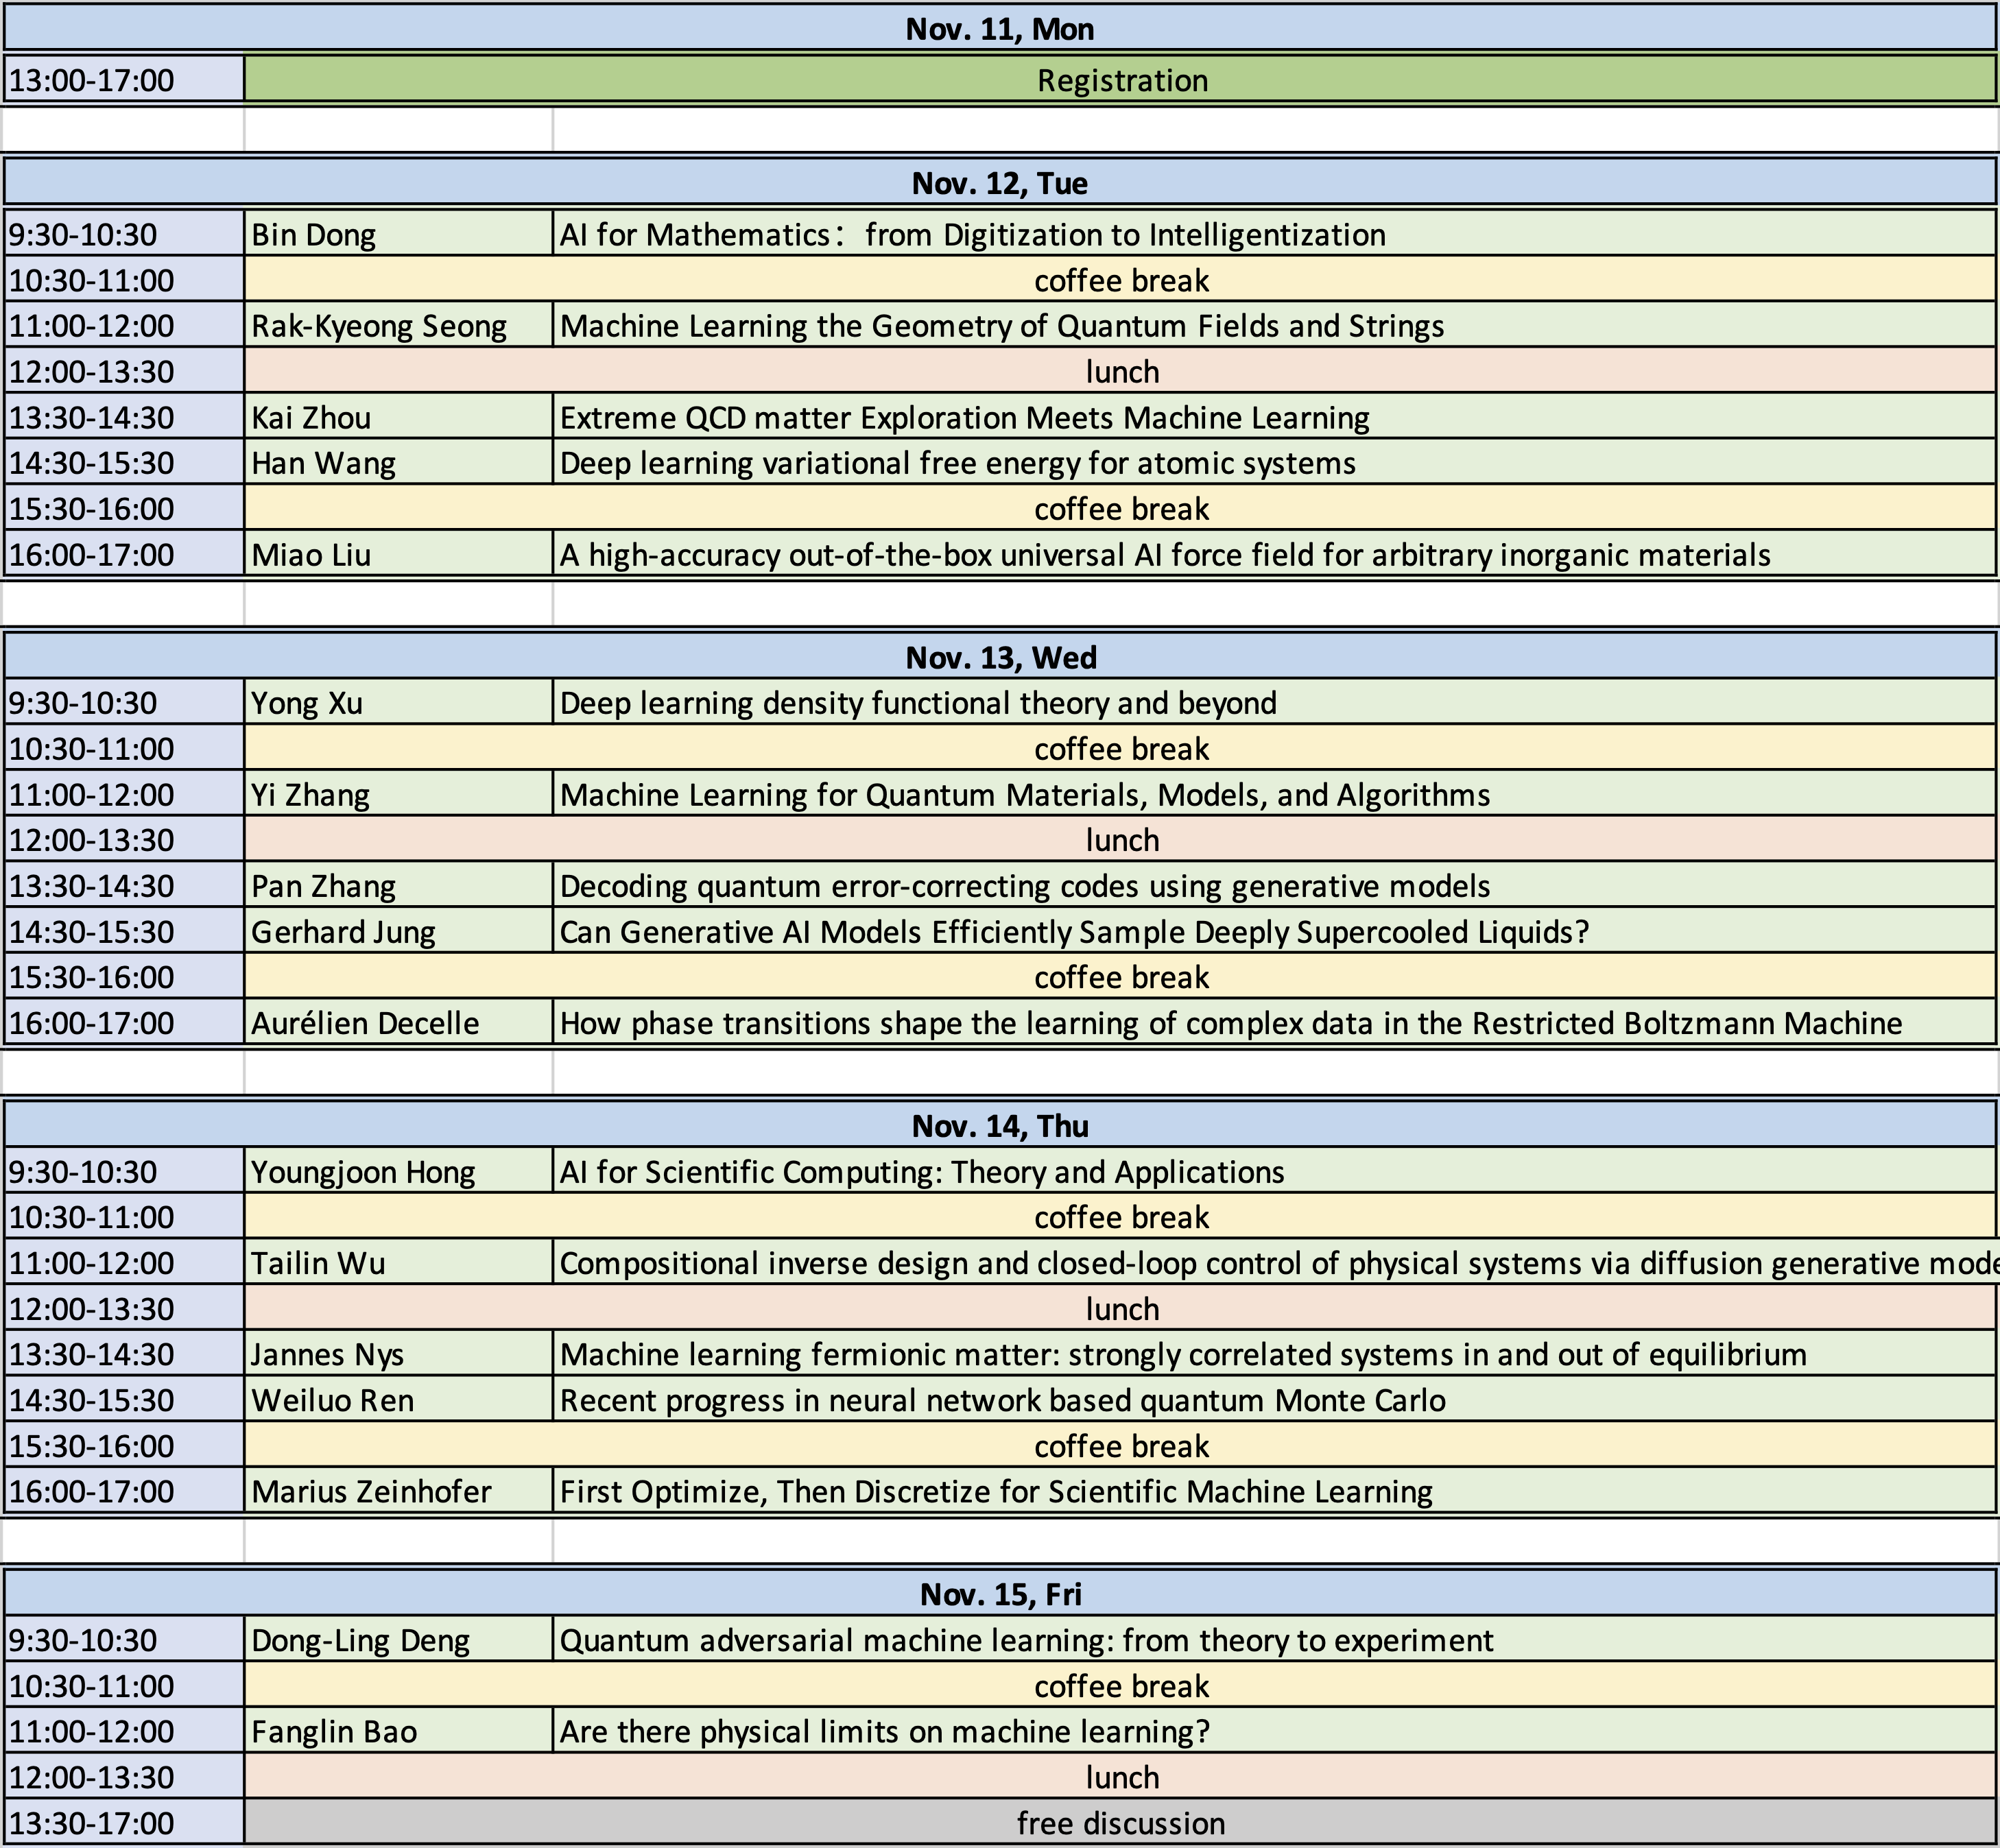 Nov. 11, Mon
13:00-17:00 Registration
Nov. 12, Tue
9:30-10:30 Bin Dong AI for Mathematics： from Digitization to Intelligentization
10:30-11:00 coffee break
11:00-12:00 Rak-Kyeong Seong Machine Learning the Geometry of Quantum Fields and Strings
12:00-13:30 lunch
13:30-14:30 Kai Zhou Extreme QCD matter Exploration Meets Machine Learning
14:30-15:30 Han Wang Deep learning variational free energy for atomic systems
15:30-16:00 coffee break
16:00-17:00 Miao Liu A high-accuracy out-of-the-box universal AI force field for arbitrary inorganic materials
Nov. 13, Wed
9:30-10:30 Yong Xu Deep learning density functional theory and beyond
10:30-11:00 coffee break
11:00-12:00 Yi Zhang Machine Learning for Quantum Materials, Models, and Algorithms
12:00-13:30 lunch
13:30-14:30 Pan Zhang Decoding quantum error-correcting codes using generative models
14:30-15:30 Gerhard Jung Can Generative AI Models Efficiently Sample Deeply Supercooled Liquids?
15:30-16:00 coffee break
16:00-17:00 Aurélien Decelle How phase transitions shape the learning of complex data in the Restricted Boltzmann Machine
Nov. 14, Thu
9:30-10:30 Youngjoon Hong AI for Scientific Computing: Theory and Applications
10:30-11:00 coffee break
11:00-12:00 Tailin Wu Compositional inverse design and closed-loop control of physical systems via diffusion generative mode
12:00-13:30 lunch
13:30-14:30 Jannes Nys Machine learning fermionic matter: strongly correlated systems in and out of equilibrium
14:30-15:30 Weiluo Ren Recent progress in neural network based quantum Monte Carlo
15:30-16:00 coffee break
16:00-17:00 Marius Zeinhofer First Optimize, Then Discretize for Scientific Machine Learning
Nov. 15, Fri
9:30-10:30 Dong-Ling Deng Quantum adversarial machine learning: from theory to experiment
10:30-11:00 coffee break
11:00-12:00 Fanglin Bao Are there physical limits on machine learning?
12:00-13:30 lunch
13:30-17:00 free discussion